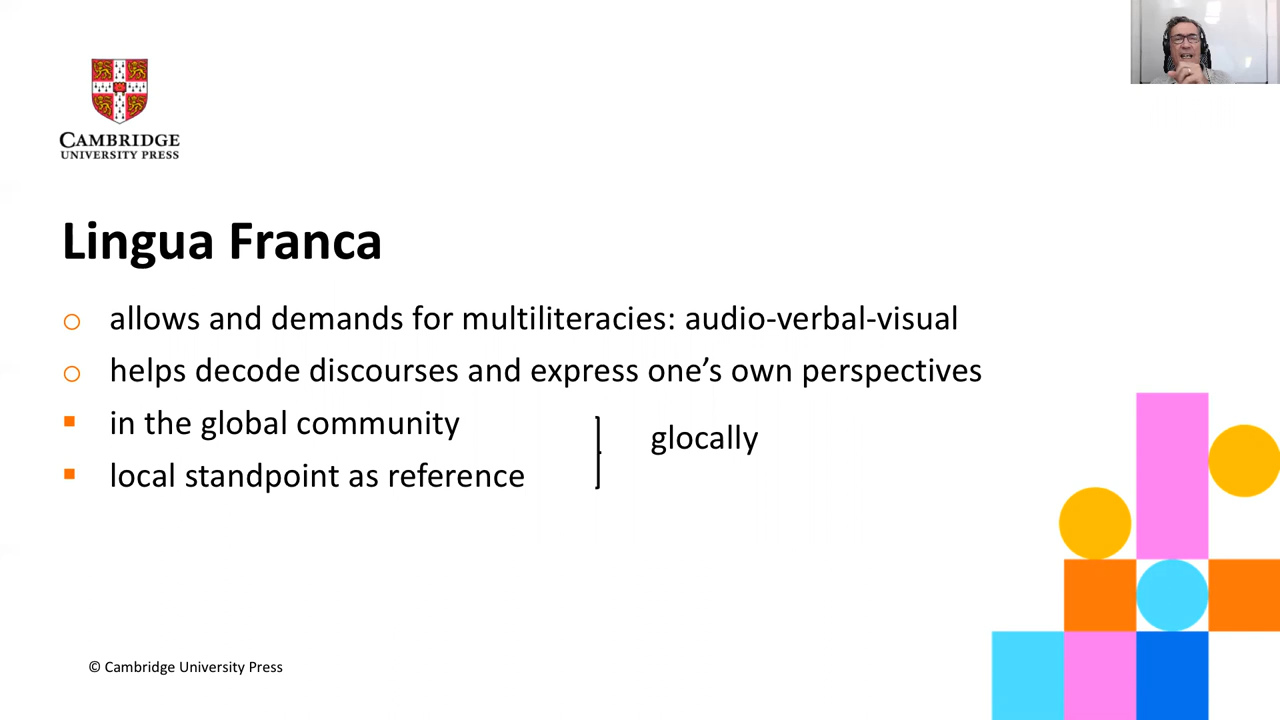 CAMBRIDGE
UNIVERSITY PRESS
Lingua Franca
allows and demands for multiliteracies: audio-verbal-visual
helps decode discourses and express one’s own perspectives
in the global community
glocally
local standpoint as reference
© Cambridge University Press